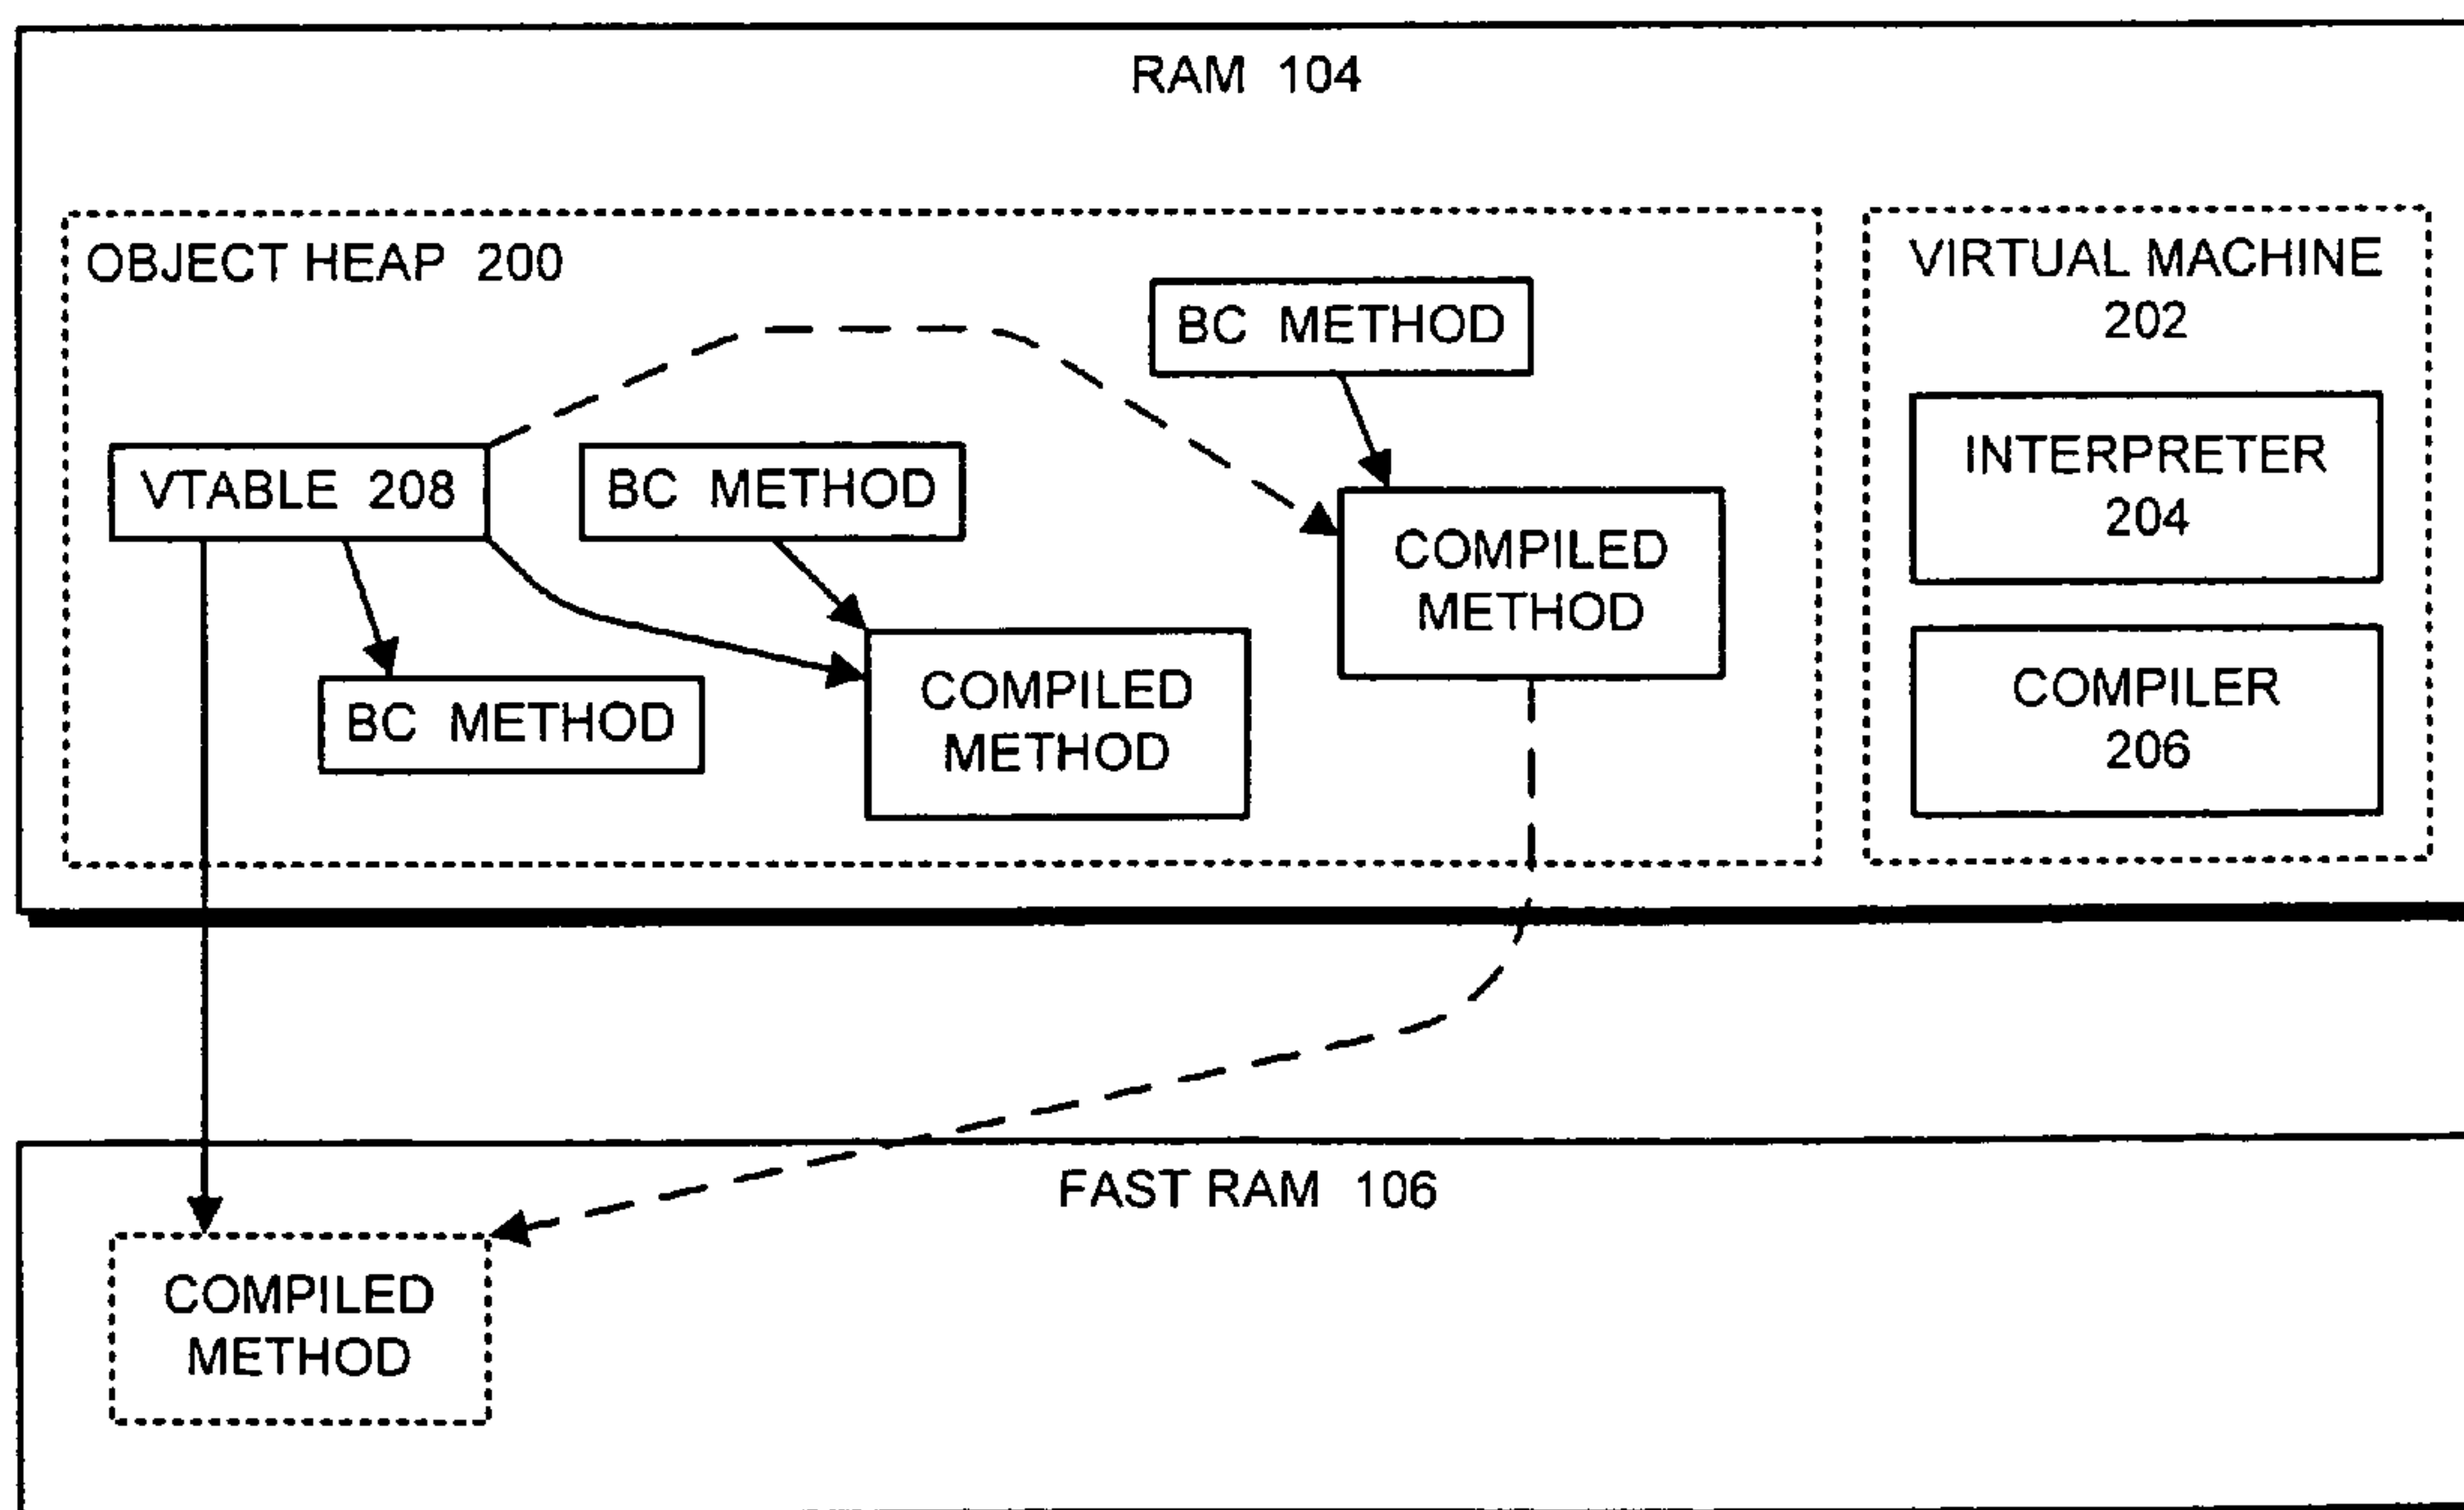 RAM 104
OBJECT HEAP 200
VIRTUAL MACHINE
202
BC METHOD
INTERPRETER
204
VTABLE 208
BC METHOD
COMPILED
METHOD
COMPILER
206
BC METHOD
COMPILED
METHOD
FAST RAM 106
COMPILED
METHOD